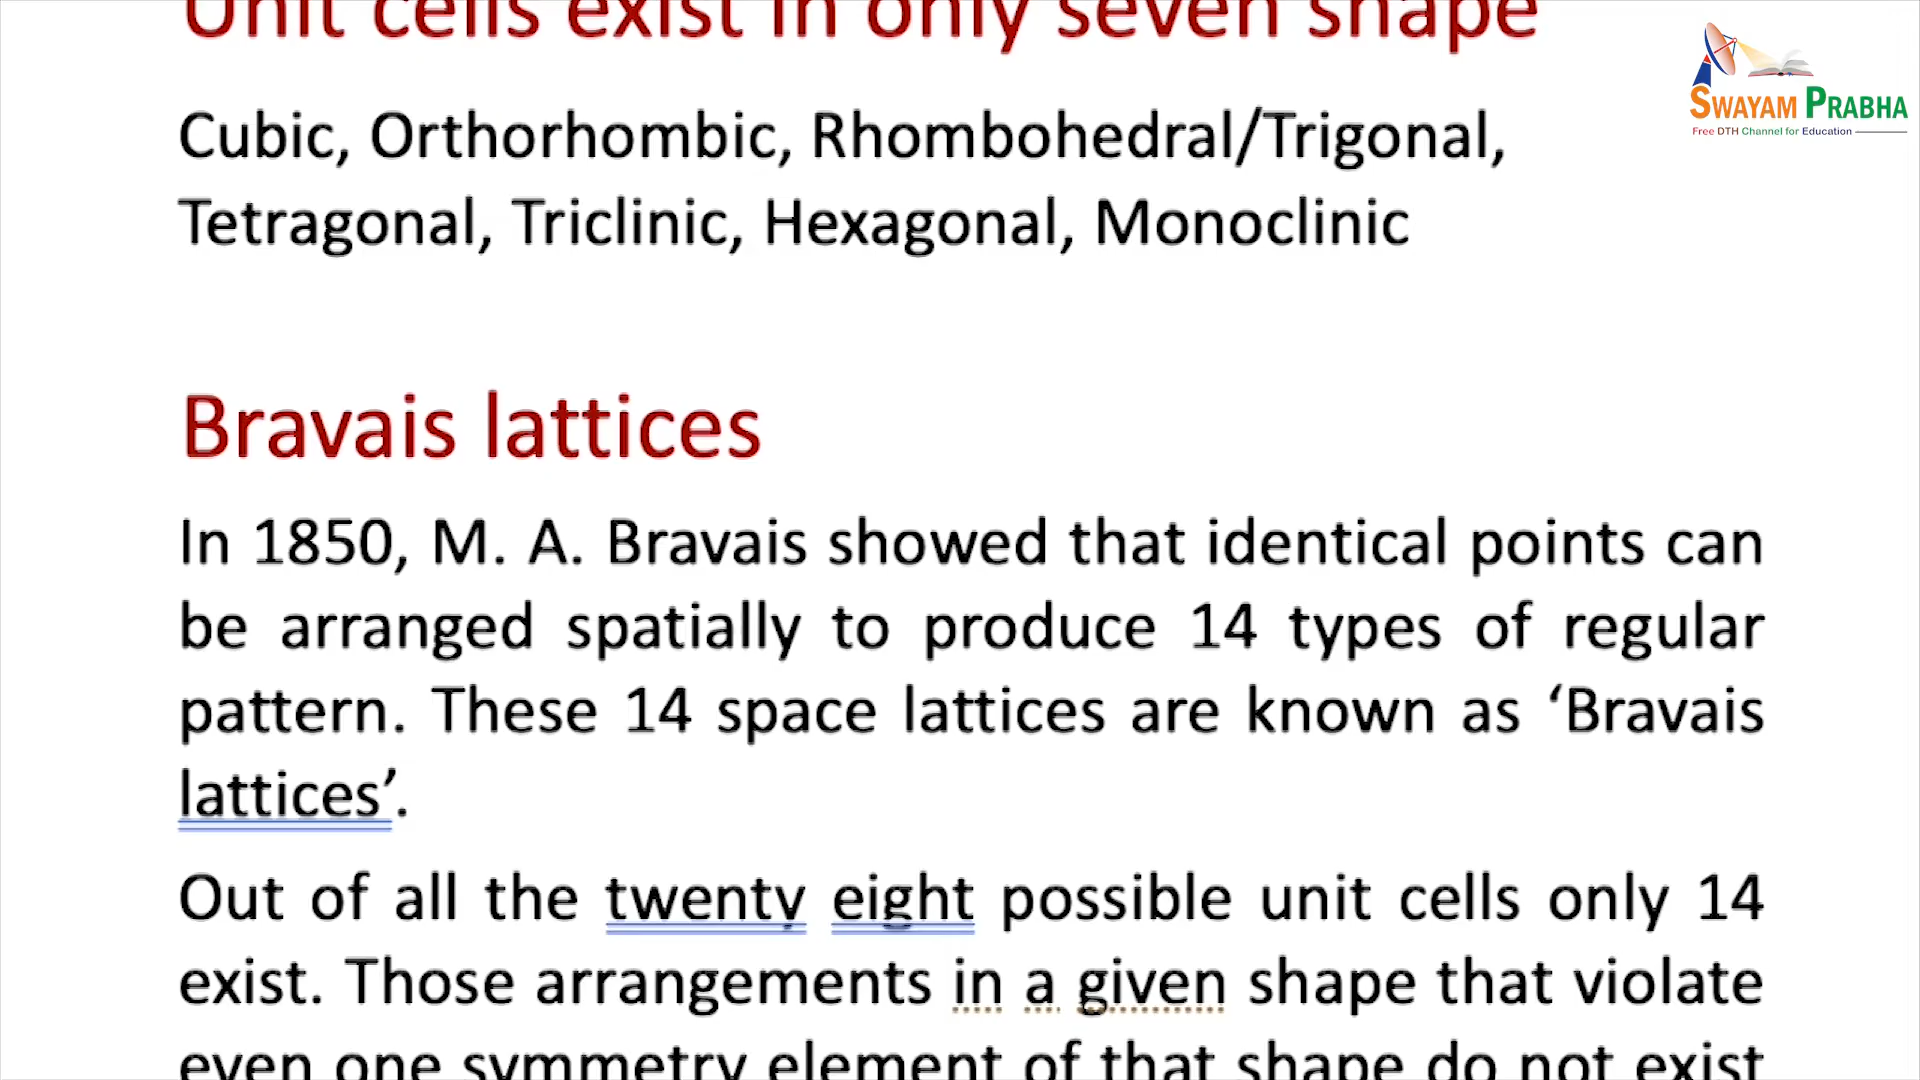 Unit cells exist in only seven shape
SWAYAM PRABHA
Free DTH Channel for Education
Cubic, Orthorhombic, Rhombohedral/Trigonal,
Tetragonal, Triclinic, Hexagonal, Monoclinic
Bravais lattices
In 1850, M. A. Bravais showed that identical points can
be arranged spatially to produce 14 types of regular
pattern. These 14 space lattices are known as ‘Bravais
lattices’.
Out of all the twenty eight possible unit cells only 14
exist. Those arrangements in a given shape that violate
even one symmetry element of that shape do not exist